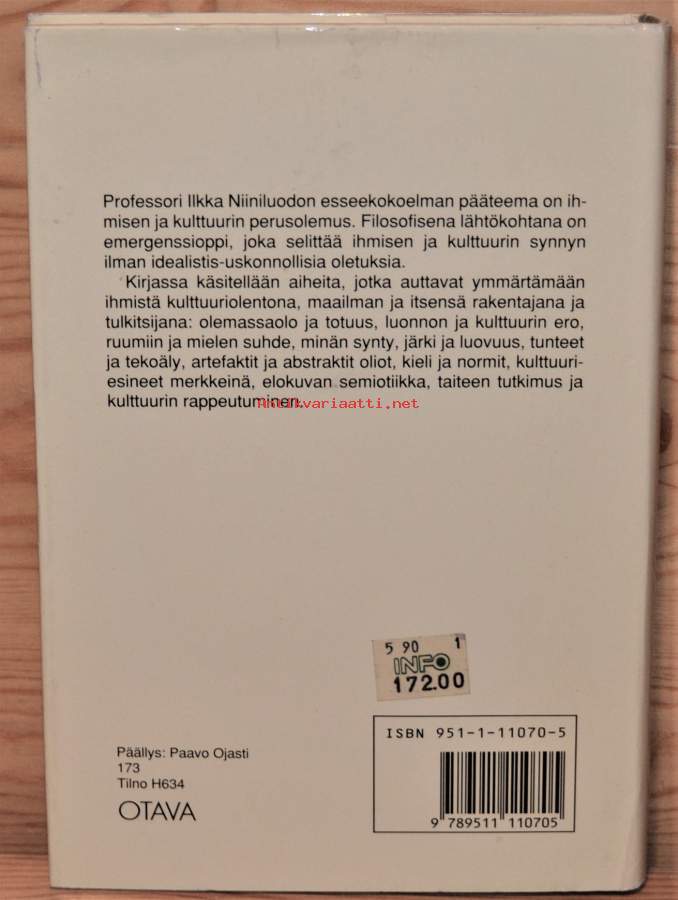 Professori Ilkka Niiniluodon esseekokoelman pääteema on ih-
misen ja kulttuurin perusolemus. Filosofisena lähtökohtana on
emergenssioppi, joka selittää ihmisen ja kulttuurin synnyn
ilman idealistis-uskonnollisia oletuksia.
Kirjassa käsitellään aiheita, jotka auttavat ymmärtämään
ihmistä kulttuuriolentona, maailman ja itsensä rakentajana ja
tulkitsijana: olemassaolo ja totuus, luonnon ja kulttuurin ero,
ruumiin ja mielen suhde, minän synty, järki ja luovuus, tunteet
ja tekoäly, artefaktit ja abstraktit oliot, kieli ja normit, kulttuuri-
esineet merkkeinä, elokuvan semiotiikka, taiteen tutkimus ja
kulttuurin rappeutuminen.
Antikvariaatti.net
5 90 1
INFO
172.00
ISBN 951-1-11070-5
9 789511 110705
Päällys: Paavo Ojasti
173
Tilno H634
OTAVA